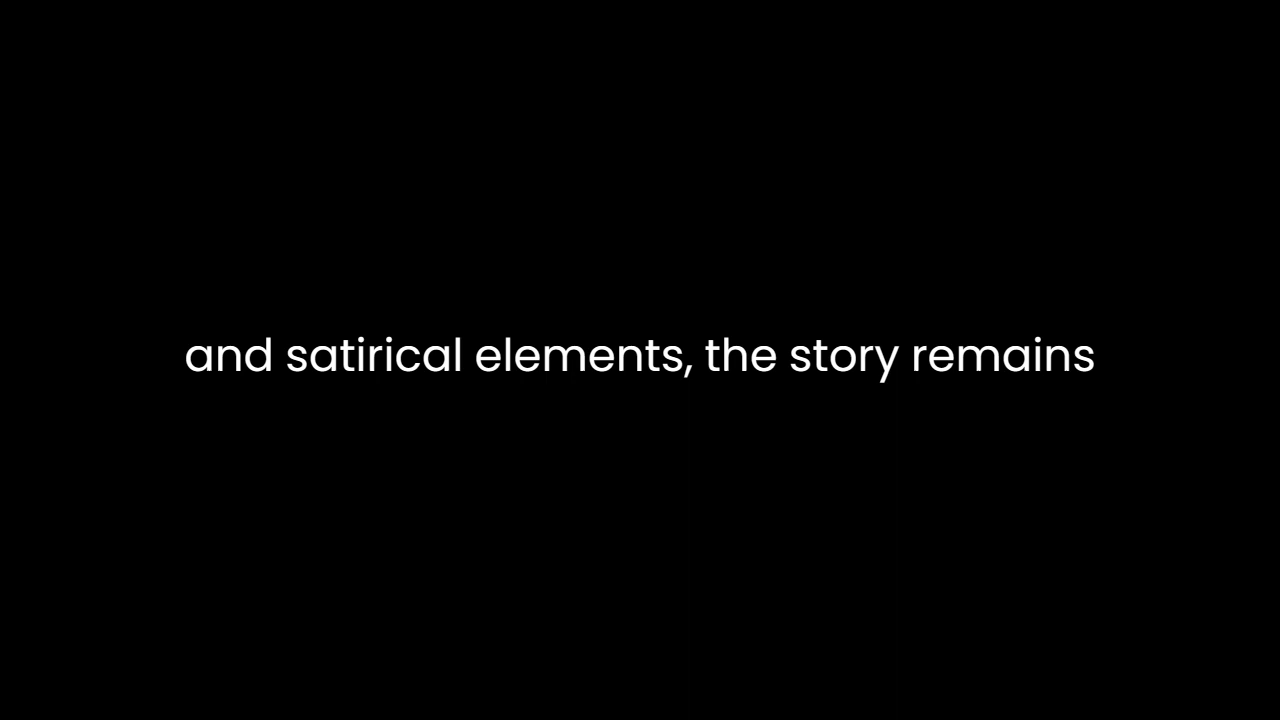 and satirical elements, the story remains